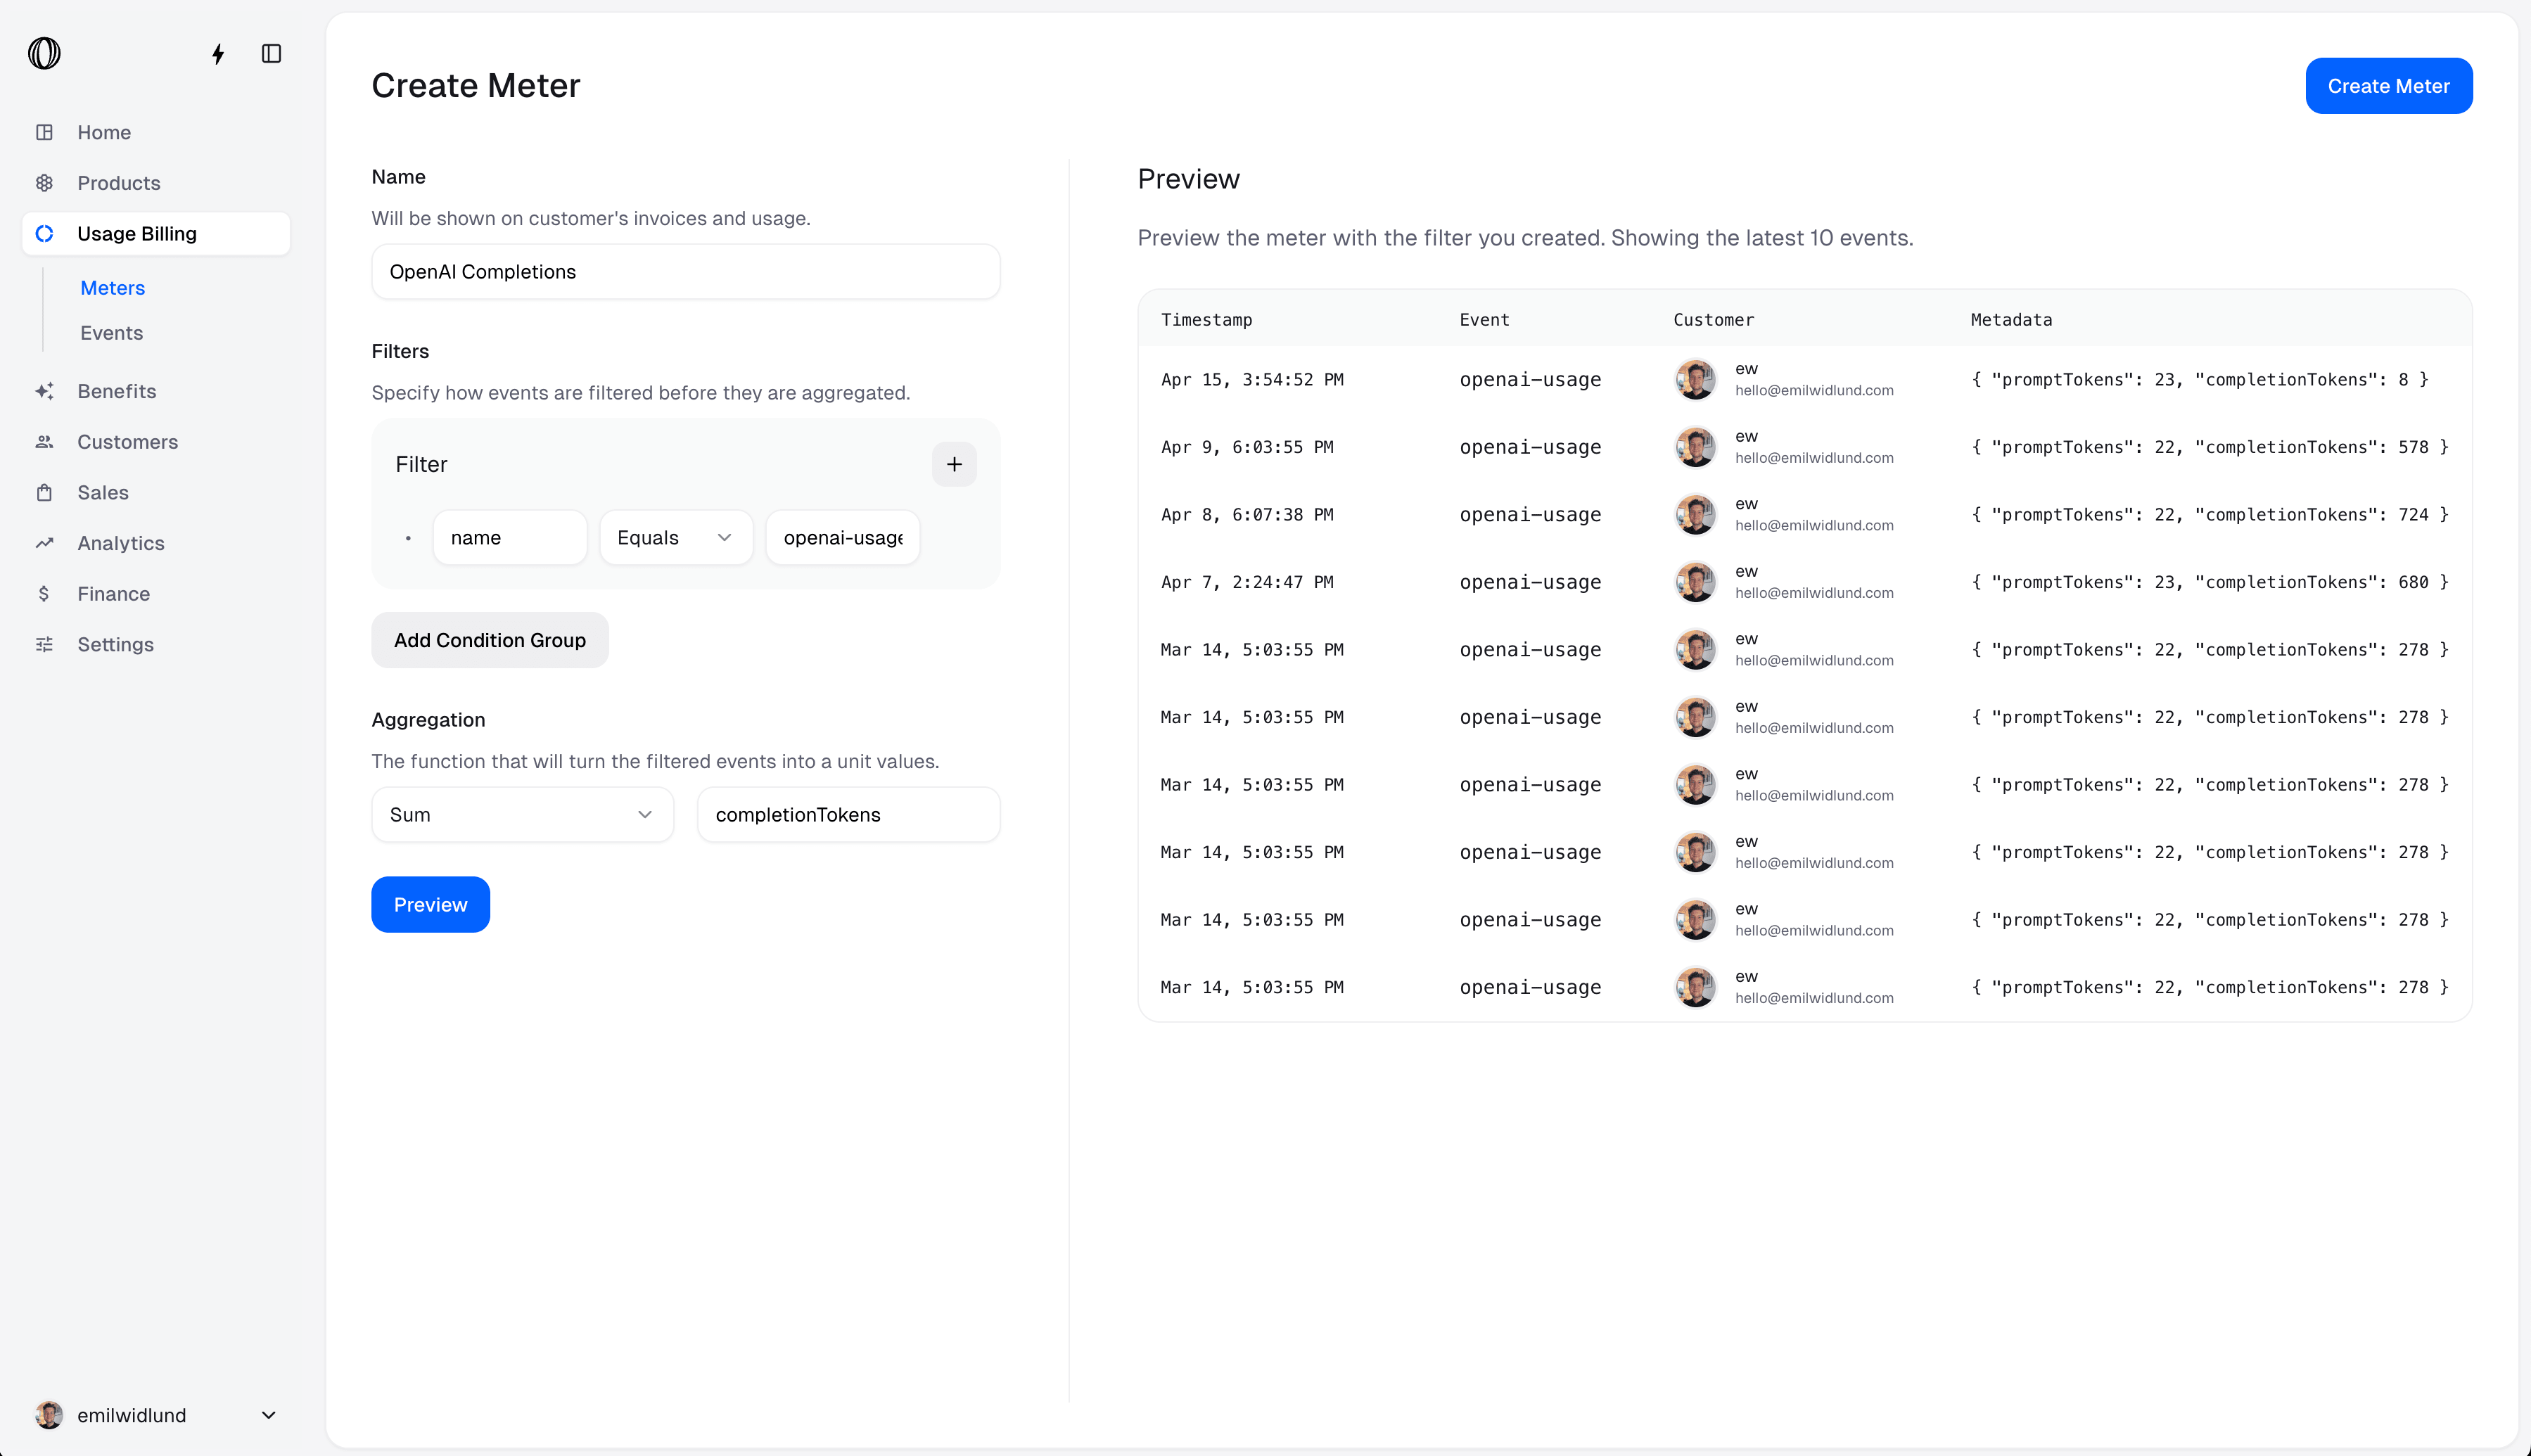 Home
Products
Usage Billing
Meters
Events
Benefits
Customers
Sales
Analytics
Finance
Settings
emilwidlund
Create Meter
Create Meter
Name
Will be shown on customer's invoices and usage.
OpenAI Completions
Filters
Specify how events are filtered before they are aggregated.
Filter
name Equals openai-usage
Add Condition Group
Aggregation
The function that will turn the filtered events into a unit values.
Sum completionTokens
Preview
Preview
Preview the meter with the filter you created. Showing the latest 10 events.
Timestamp Event Customer Metadata
Apr 15, 3:54:52 PM openai-usage ew { "promptTokens": 23, "completionTokens": 8 }
hello@emilwidlund.com
Apr 9, 6:03:55 PM openai-usage ew { "promptTokens": 22, "completionTokens": 578 }
hello@emilwidlund.com
Apr 8, 6:07:38 PM openai-usage ew { "promptTokens": 22, "completionTokens": 724 }
hello@emilwidlund.com
Apr 7, 2:24:47 PM openai-usage ew { "promptTokens": 23, "completionTokens": 680 }
hello@emilwidlund.com
Mar 14, 5:03:55 PM openai-usage ew { "promptTokens": 22, "completionTokens": 278 }
hello@emilwidlund.com
Mar 14, 5:03:55 PM openai-usage ew { "promptTokens": 22, "completionTokens": 278 }
hello@emilwidlund.com
Mar 14, 5:03:55 PM openai-usage ew { "promptTokens": 22, "completionTokens": 278 }
hello@emilwidlund.com
Mar 14, 5:03:55 PM openai-usage ew { "promptTokens": 22, "completionTokens": 278 }
hello@emilwidlund.com
Mar 14, 5:03:55 PM openai-usage ew { "promptTokens": 22, "completionTokens": 278 }
hello@emilwidlund.com
Mar 14, 5:03:55 PM openai-usage ew { "promptTokens": 22, "completionTokens": 278 }
hello@emilwidlund.com